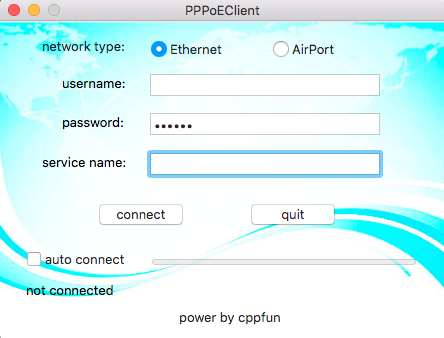 PPPoEClient
network type: Ethernet AirPort
username:
password: ••••••
service name:
connect quit
auto connect
not connected
power by cppfun